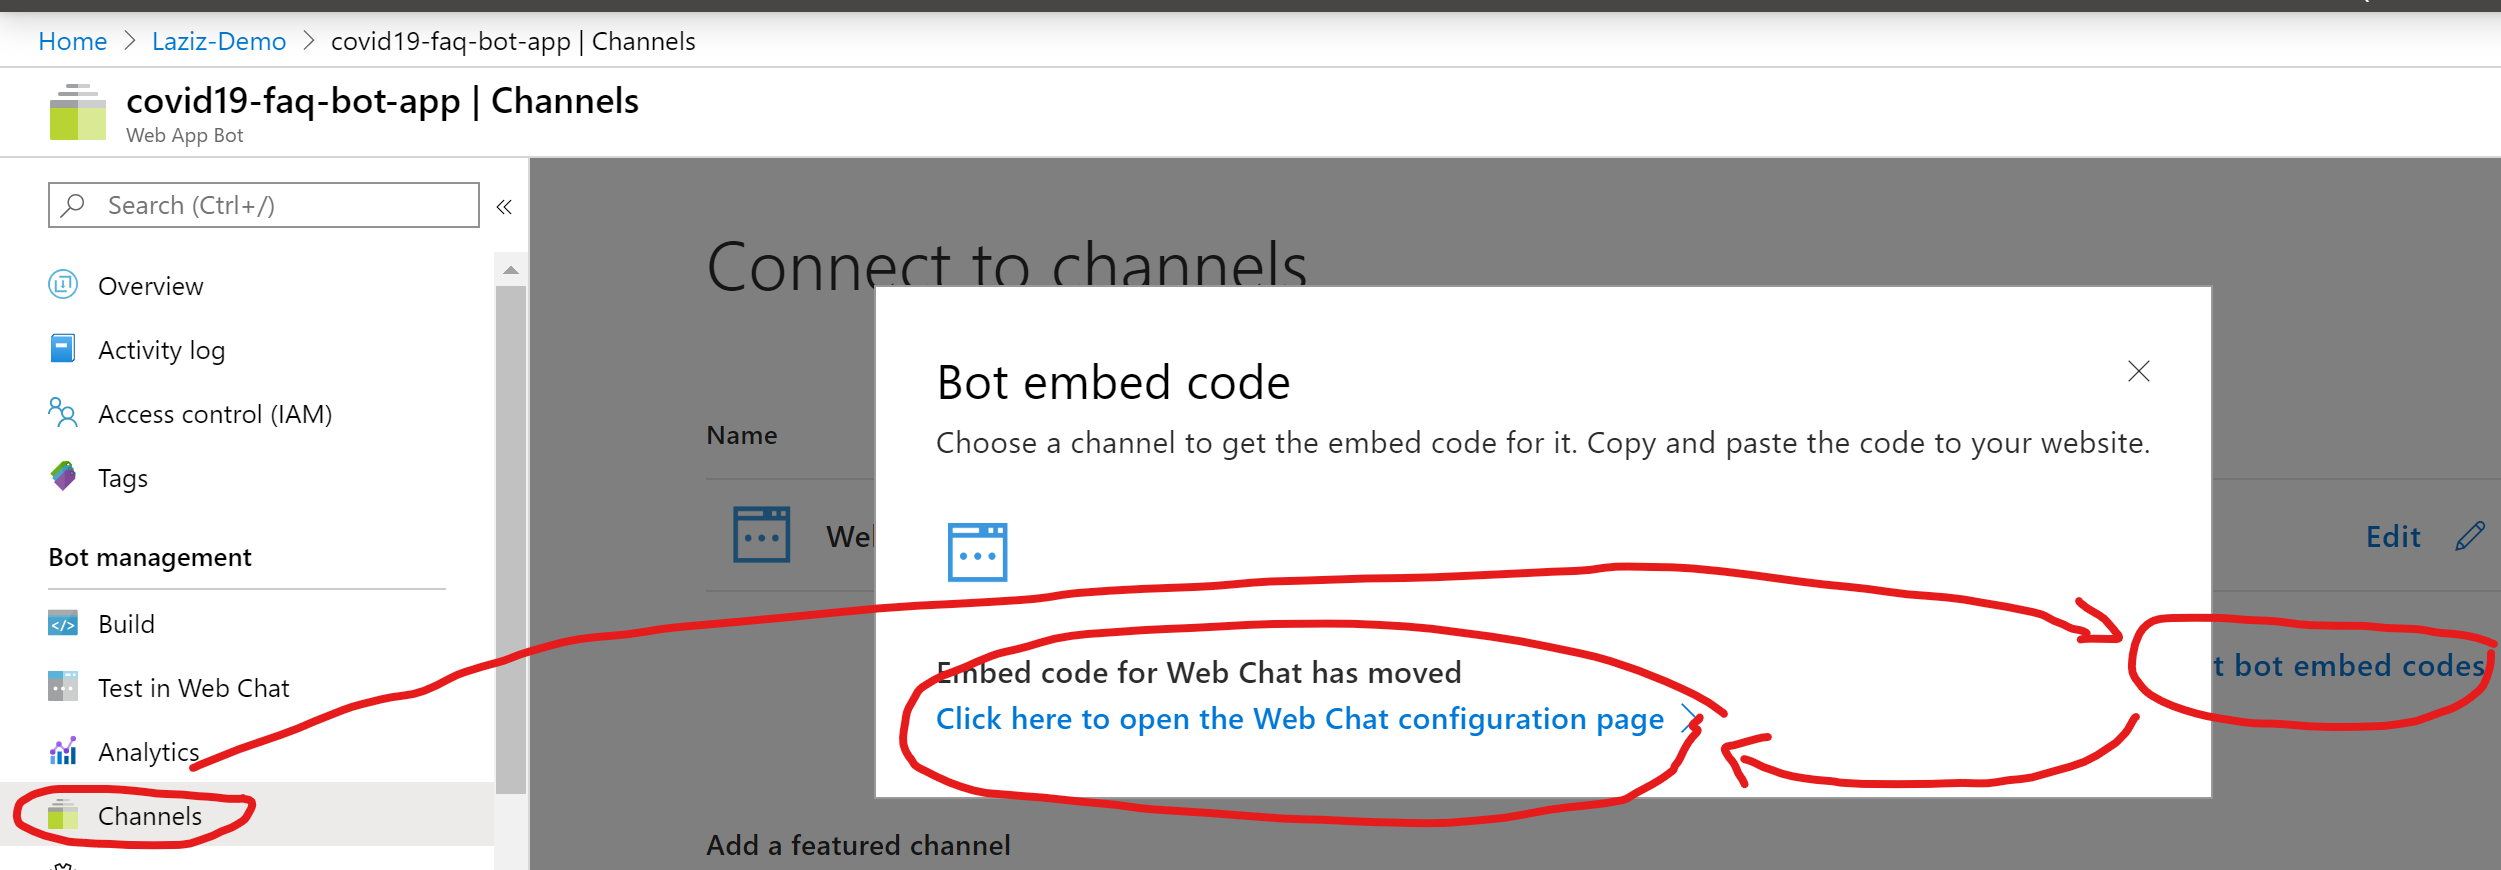 Home > Laziz-Demo > covid19-faq-bot-app | Channels
covid19-faq-bot-app | Channels
Web App Bot
Search (Ctrl+/)
«
Overview
Activity log
Access control (IAM)
Tags
Bot management
Build
Test in Web Chat
Analytics
Channels
Connect to channels
Name
Edit
t bot embed codes
Add a featured channel
Bot embed code
Choose a channel to get the embed code for it. Copy and paste the code to your website.
Embed code for Web Chat has moved
Click here to open the Web Chat configuration page